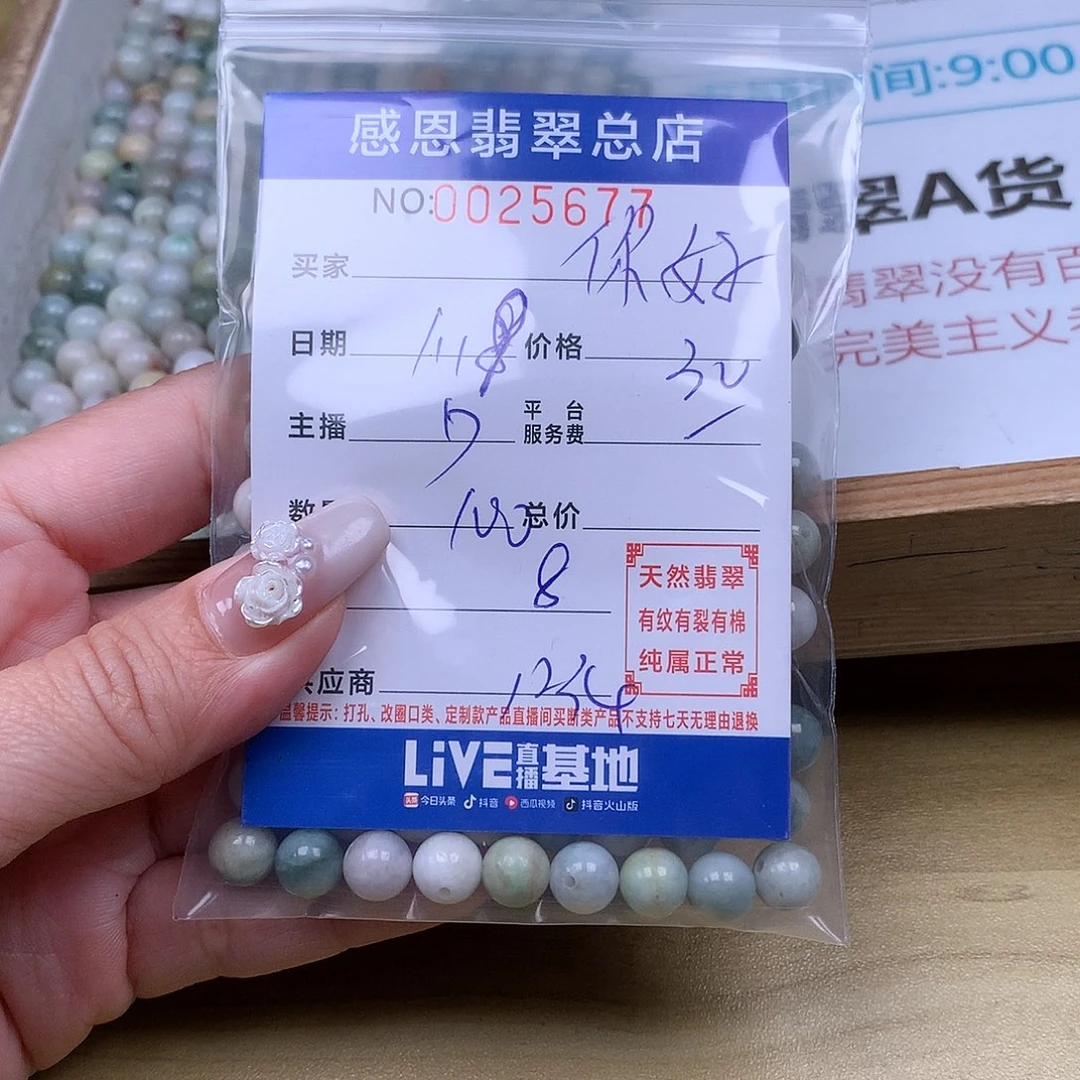 感恩翡翠总店
NO:0025677
买家 你好
日期 价格 30
主播
平台
服务费
总价
8
天然翡翠
有纹有裂有棉
纯属正常
应商 1234
温馨提示:打孔、改圈口类、定制款产品直播间买断类产品不支持七天无理由退换
LiVE直播基地
今日头条 抖音 西瓜视频 抖音火山版
间:9:00
翠A货
翡翠没有百
完美主义